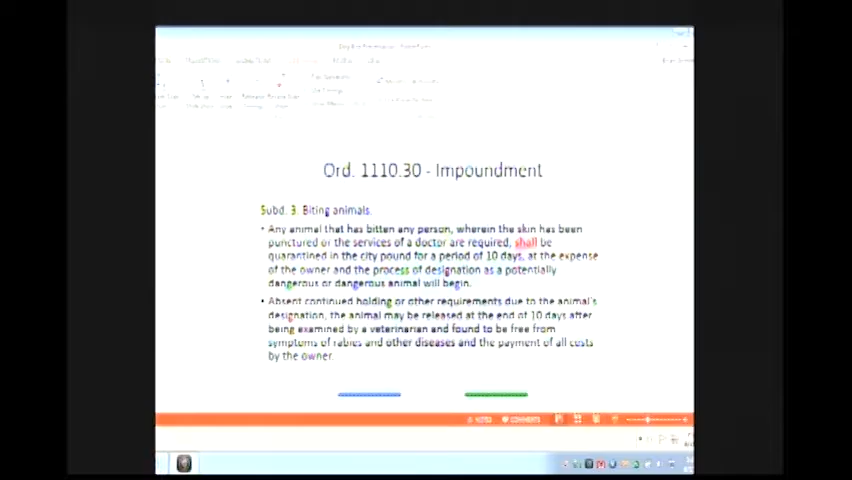 Ord. 1110.30 - Impoundment
Subd. 3. Biting animals.
• Any animal that has bitten any person, wherein the skin has been
punctured or the services of a doctor are required, shall be
quarantined in the city pound for a period of 10 days, at the expense
of the owner and the process of designation as a potentially
dangerous or dangerous animal will begin.
• Absent continued holding or other requirements due to the animal's
designation, the animal may be released at the end of 10 days after
being examined by a veterinarian and found to be free from
symptoms of rabies and other diseases and the payment of all costs
by the owner.
NOTES COMMENTS